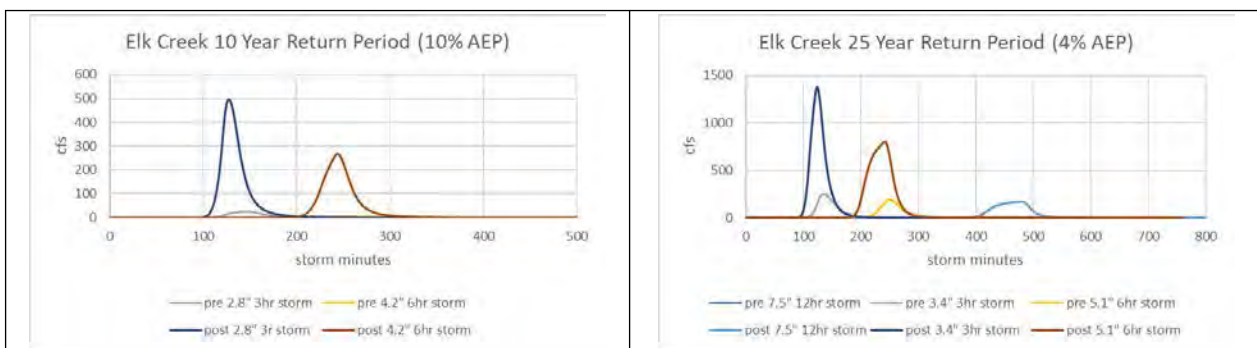 Elk Creek 10 Year Return Period (10% AEP)
600
500
400
300
200
100
0
cfs
0 100 200 300 400 500
storm minutes
pre 2.8" 3hr storm pre 4.2" 6hr storm
post 2.8" 3r storm post 4.2" 6hr storm
Elk Creek 25 Year Return Period (4% AEP)
1500
1000
500
0
cfs
0 100 200 300 400 500 600 700 800
storm minutes
pre 7.5" 12hr storm pre 3.4" 3hr storm pre 5.1" 6hr storm
post 7.5" 12hr storm post 3.4" 3hr storm post 5.1" 6hr storm